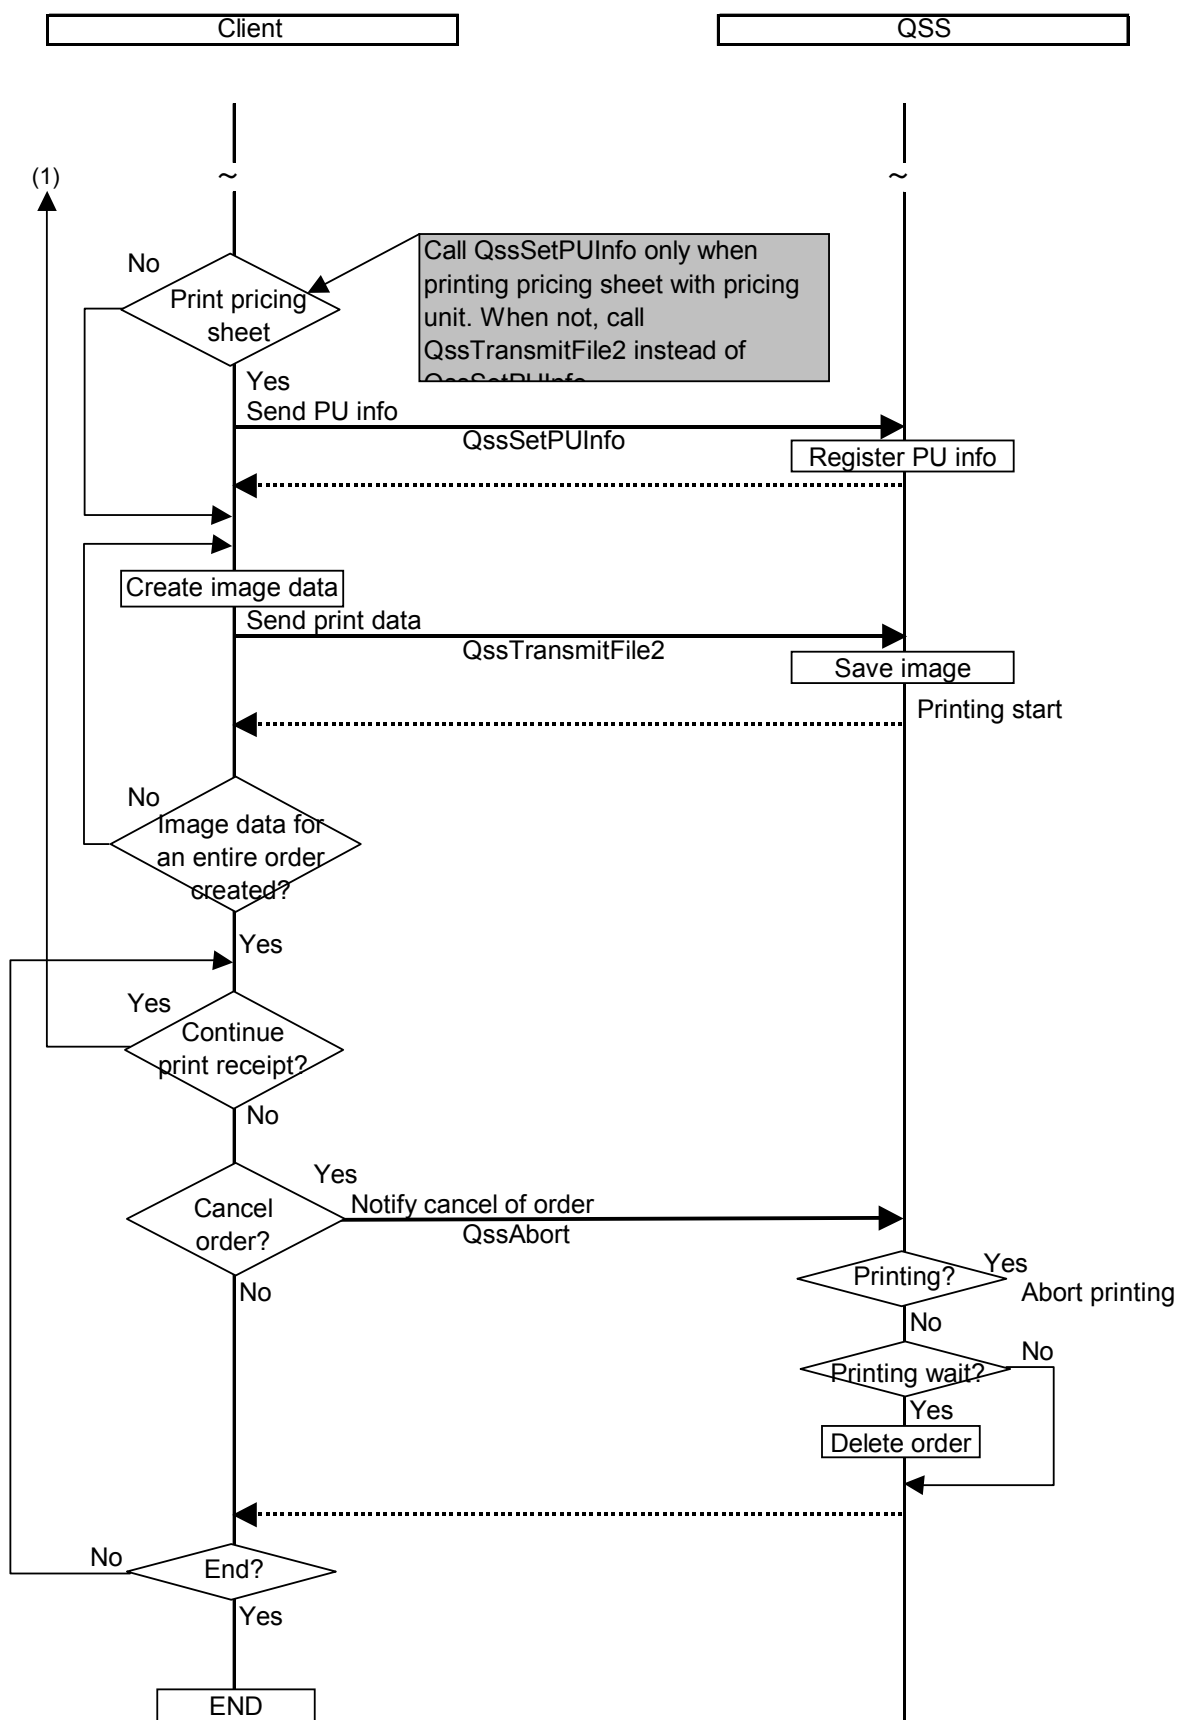 Client
QSS
(1)
~
~
No
Print pricing
sheet
Call QssSetPUInfo only when
printing pricing sheet with pricing
unit. When not, call
QssTransmitFile2 instead of
QssSetPUInfo
Yes
Send PU info
QssSetPUInfo
Register PU info
Create image data
Send print data
QssTransmitFile2
Save image
Printing start
No
Image data for
an entire order
created?
Yes
Yes
Continue
print receipt?
No
Yes
Cancel
order?
Notify cancel of order
QssAbort
No
Printing?
Yes
Abort printing
No
Printing wait?
No
Yes
Delete order
No
End?
Yes
END